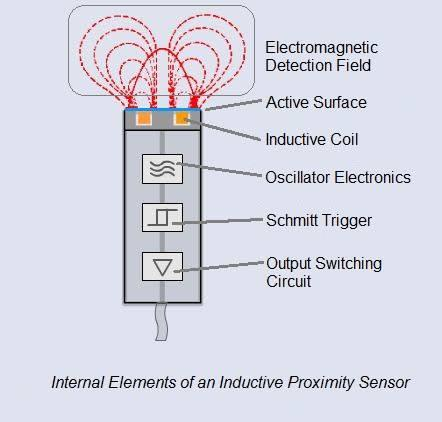 Electromagnetic
Detection Field
Active Surface
Inductive Coil
Oscillator Electronics
Schmitt Trigger
Output Switching
Circuit
Internal Elements of an Inductive Proximity Sensor